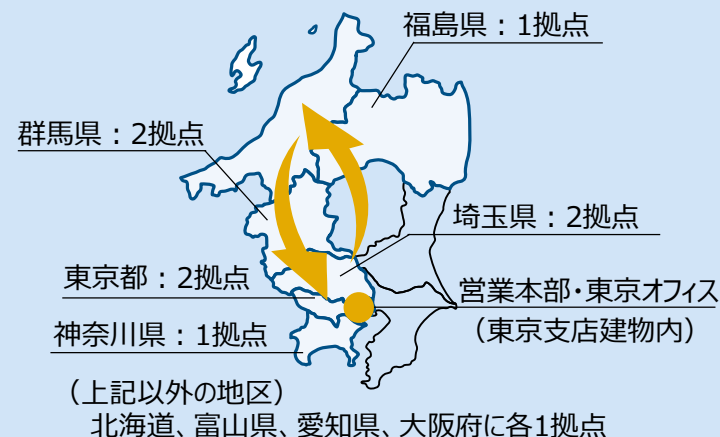 福島県：1拠点
群馬県：2拠点
埼玉県：2拠点
東京都：2拠点
営業本部・東京オフィス
（東京支店建物内）
神奈川県：1拠点
（上記以外の地区）
北海道、富山県、愛知県、大阪府に各1拠点